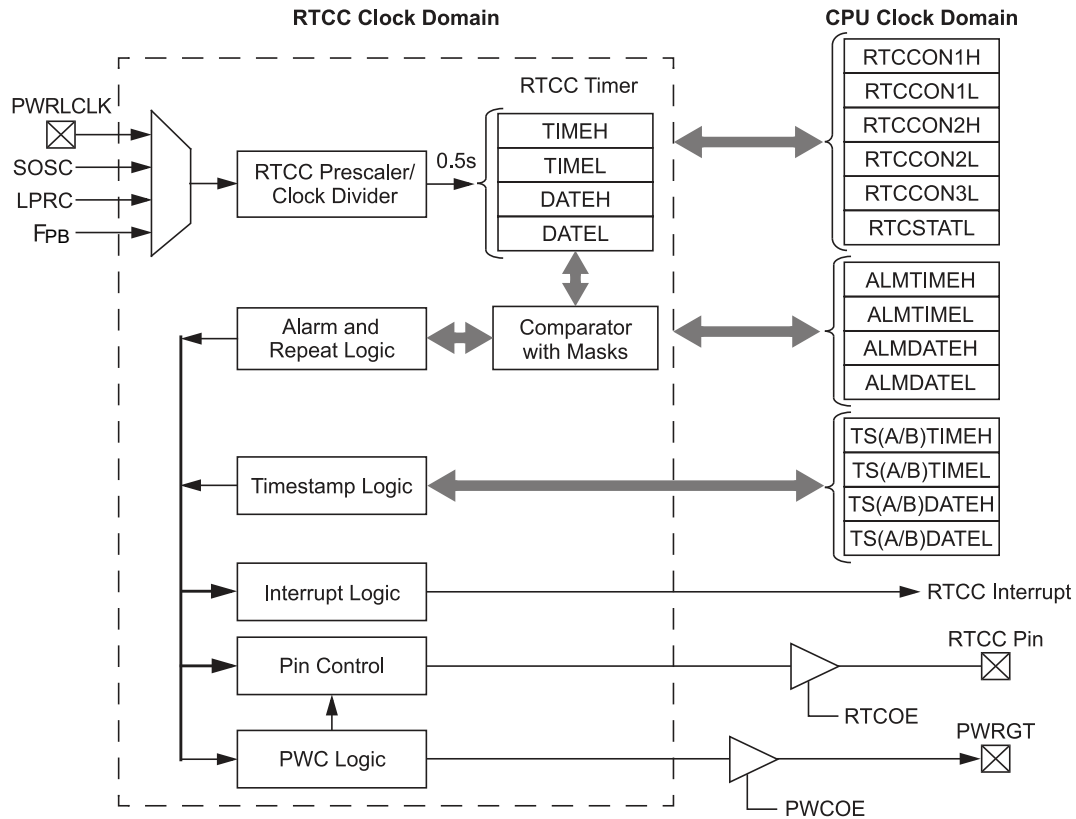 RTCC Clock Domain
CPU Clock Domain
PWRLCLK
SOSC
LPRC
FPB
RTCC Prescaler/
Clock Divider
0.5s
RTCC Timer
TIMEH
TIMEL
DATEH
DATEL
RTCCON1H
RTCCON1L
RTCCON2H
RTCCON2L
RTCCON3L
RTCSTATL
Alarm and
Repeat Logic
Comparator
with Masks
ALMTIMEH
ALMTIMEL
ALMDATEH
ALMDATEL
Timestamp Logic
TS(A/B)TIMEH
TS(A/B)TIMEL
TS(A/B)DATEH
TS(A/B)DATEL
Interrupt Logic
RTCC Interrupt
Pin Control
RTCC Pin
RTCOE
PWC Logic
PWRGT
PWCOE